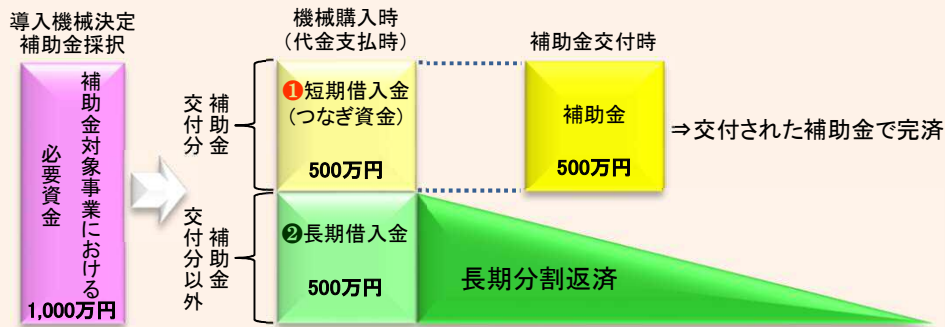 導入機械決定
補助金採択
補助金対象事業における
必要資金
1,000万円
補助金
交付分
補助金
交付分以外
機械購入時
(代金支払時)
❶短期借入金
(つなぎ資金)
500万円
❷長期借入金
500万円
補助金交付時
補助金
500万円
⇒交付された補助金で完済
長期分割返済